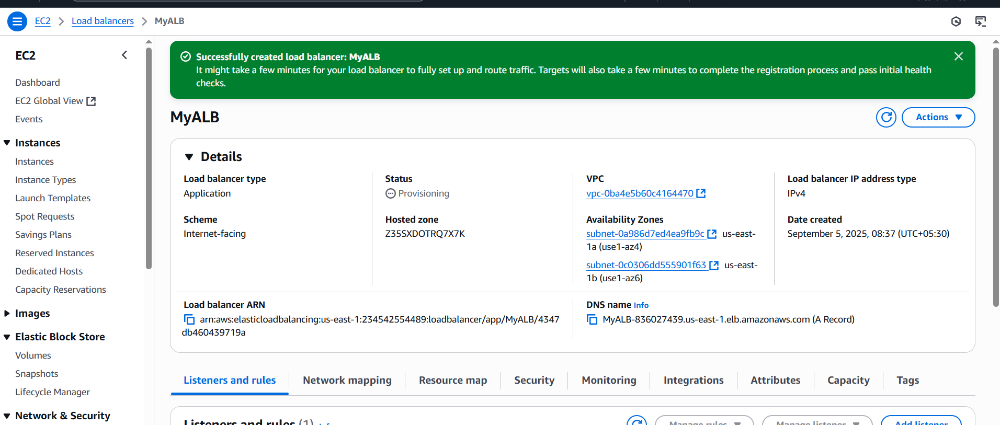 EC2 > Load balancers > MyALB
EC2
Dashboard
EC2 Global View
Events
Instances
Instances
Instance Types
Launch Templates
Spot Requests
Savings Plans
Reserved Instances
Dedicated Hosts
Capacity Reservations
Images
Elastic Block Store
Volumes
Snapshots
Lifecycle Manager
Network & Security
Successfully created load balancer: MyALB
It might take a few minutes for your load balancer to fully set up and route traffic. Targets will also take a few minutes to complete the registration process and pass initial health
checks.
MyALB
Actions
Details
Load balancer type
Application
Status
Provisioning
VPC
vpc-0ba4e5b60c4164470
Load balancer IP address type
IPv4
Scheme
Internet-facing
Hosted zone
Z35SXDOTRQ7X7K
Availability Zones
subnet-0a986d7ed4ea9fb9c us-east-
1a (use1-az4)
subnet-0c0306dd555901f63 us-east-
1b (use1-az6)
Date created
September 5, 2025, 08:37 (UTC+05:30)
Load balancer ARN
arn:aws:elasticloadbalancing:us-east-1:234542554489:loadbalancer/app/MyALB/4347
db460439719a
DNS name Info
MyALB-836027439.us-east-1.elb.amazonaws.com (A Record)
Listeners and rules
Network mapping
Resource map
Security
Monitoring
Integrations
Attributes
Capacity
Tags
Listeners and rules (1)
Manage rules
Manage listener
Add listener